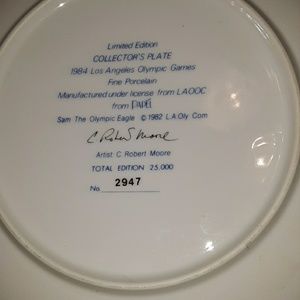 Limited Edition
COLLECTOR'S PLATE
1984 Los Angeles Olympic Games
Fine Porcelain
Manufactured under license from LAOOC
from PAPEL
Sam The Olympic Eagle © 1982 L.A.Oly Com
C Robert Moore
Artist: C. Robert Moore
TOTAL EDITION 25,000
No. 2947